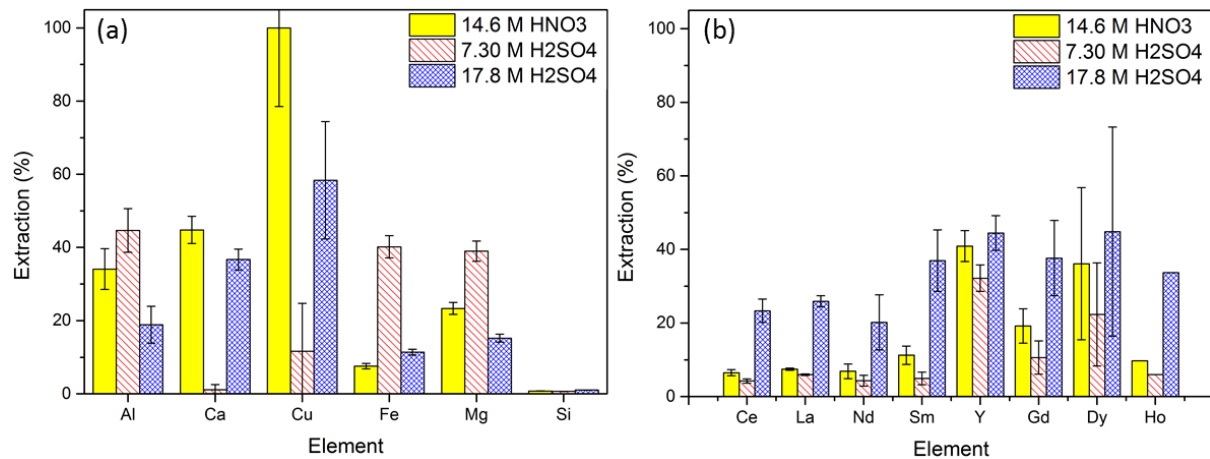 (a)
14.6 M HNO3
7.30 M H2SO4
17.8 M H2SO4
Extraction (%)
100
80
60
40
20
0
Al Ca Cu Fe Mg Si
Element
(b)
14.6 M HNO3
7.30 M H2SO4
17.8 M H2SO4
Extraction (%)
100
80
60
40
20
0
Ce La Nd Sm Y Gd Dy Ho
Element